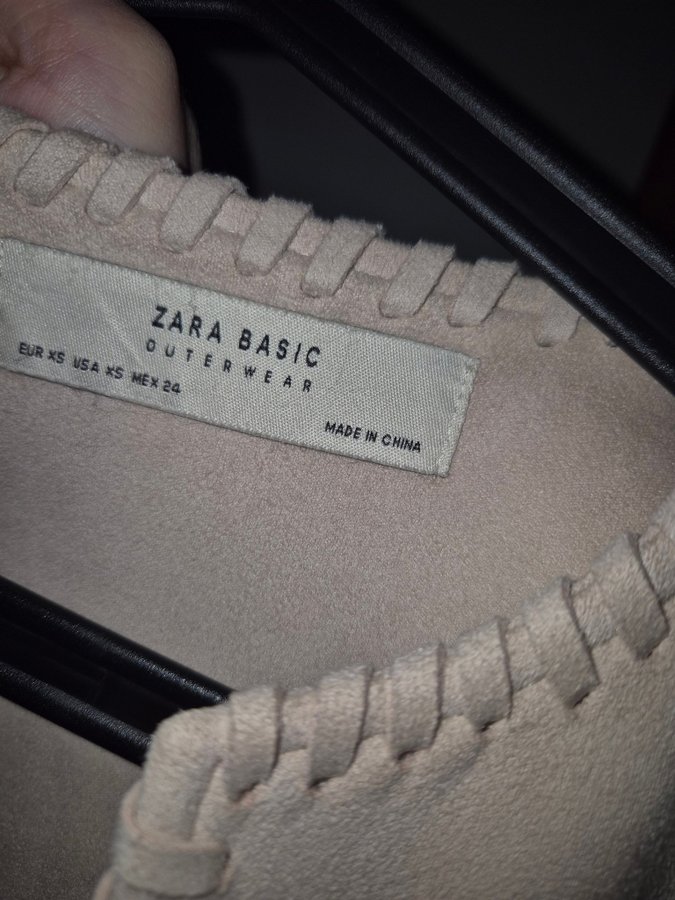 ZARA BASIC
OUTERWEAR
EUR XS USA XS MEX 24
MADE IN CHINA